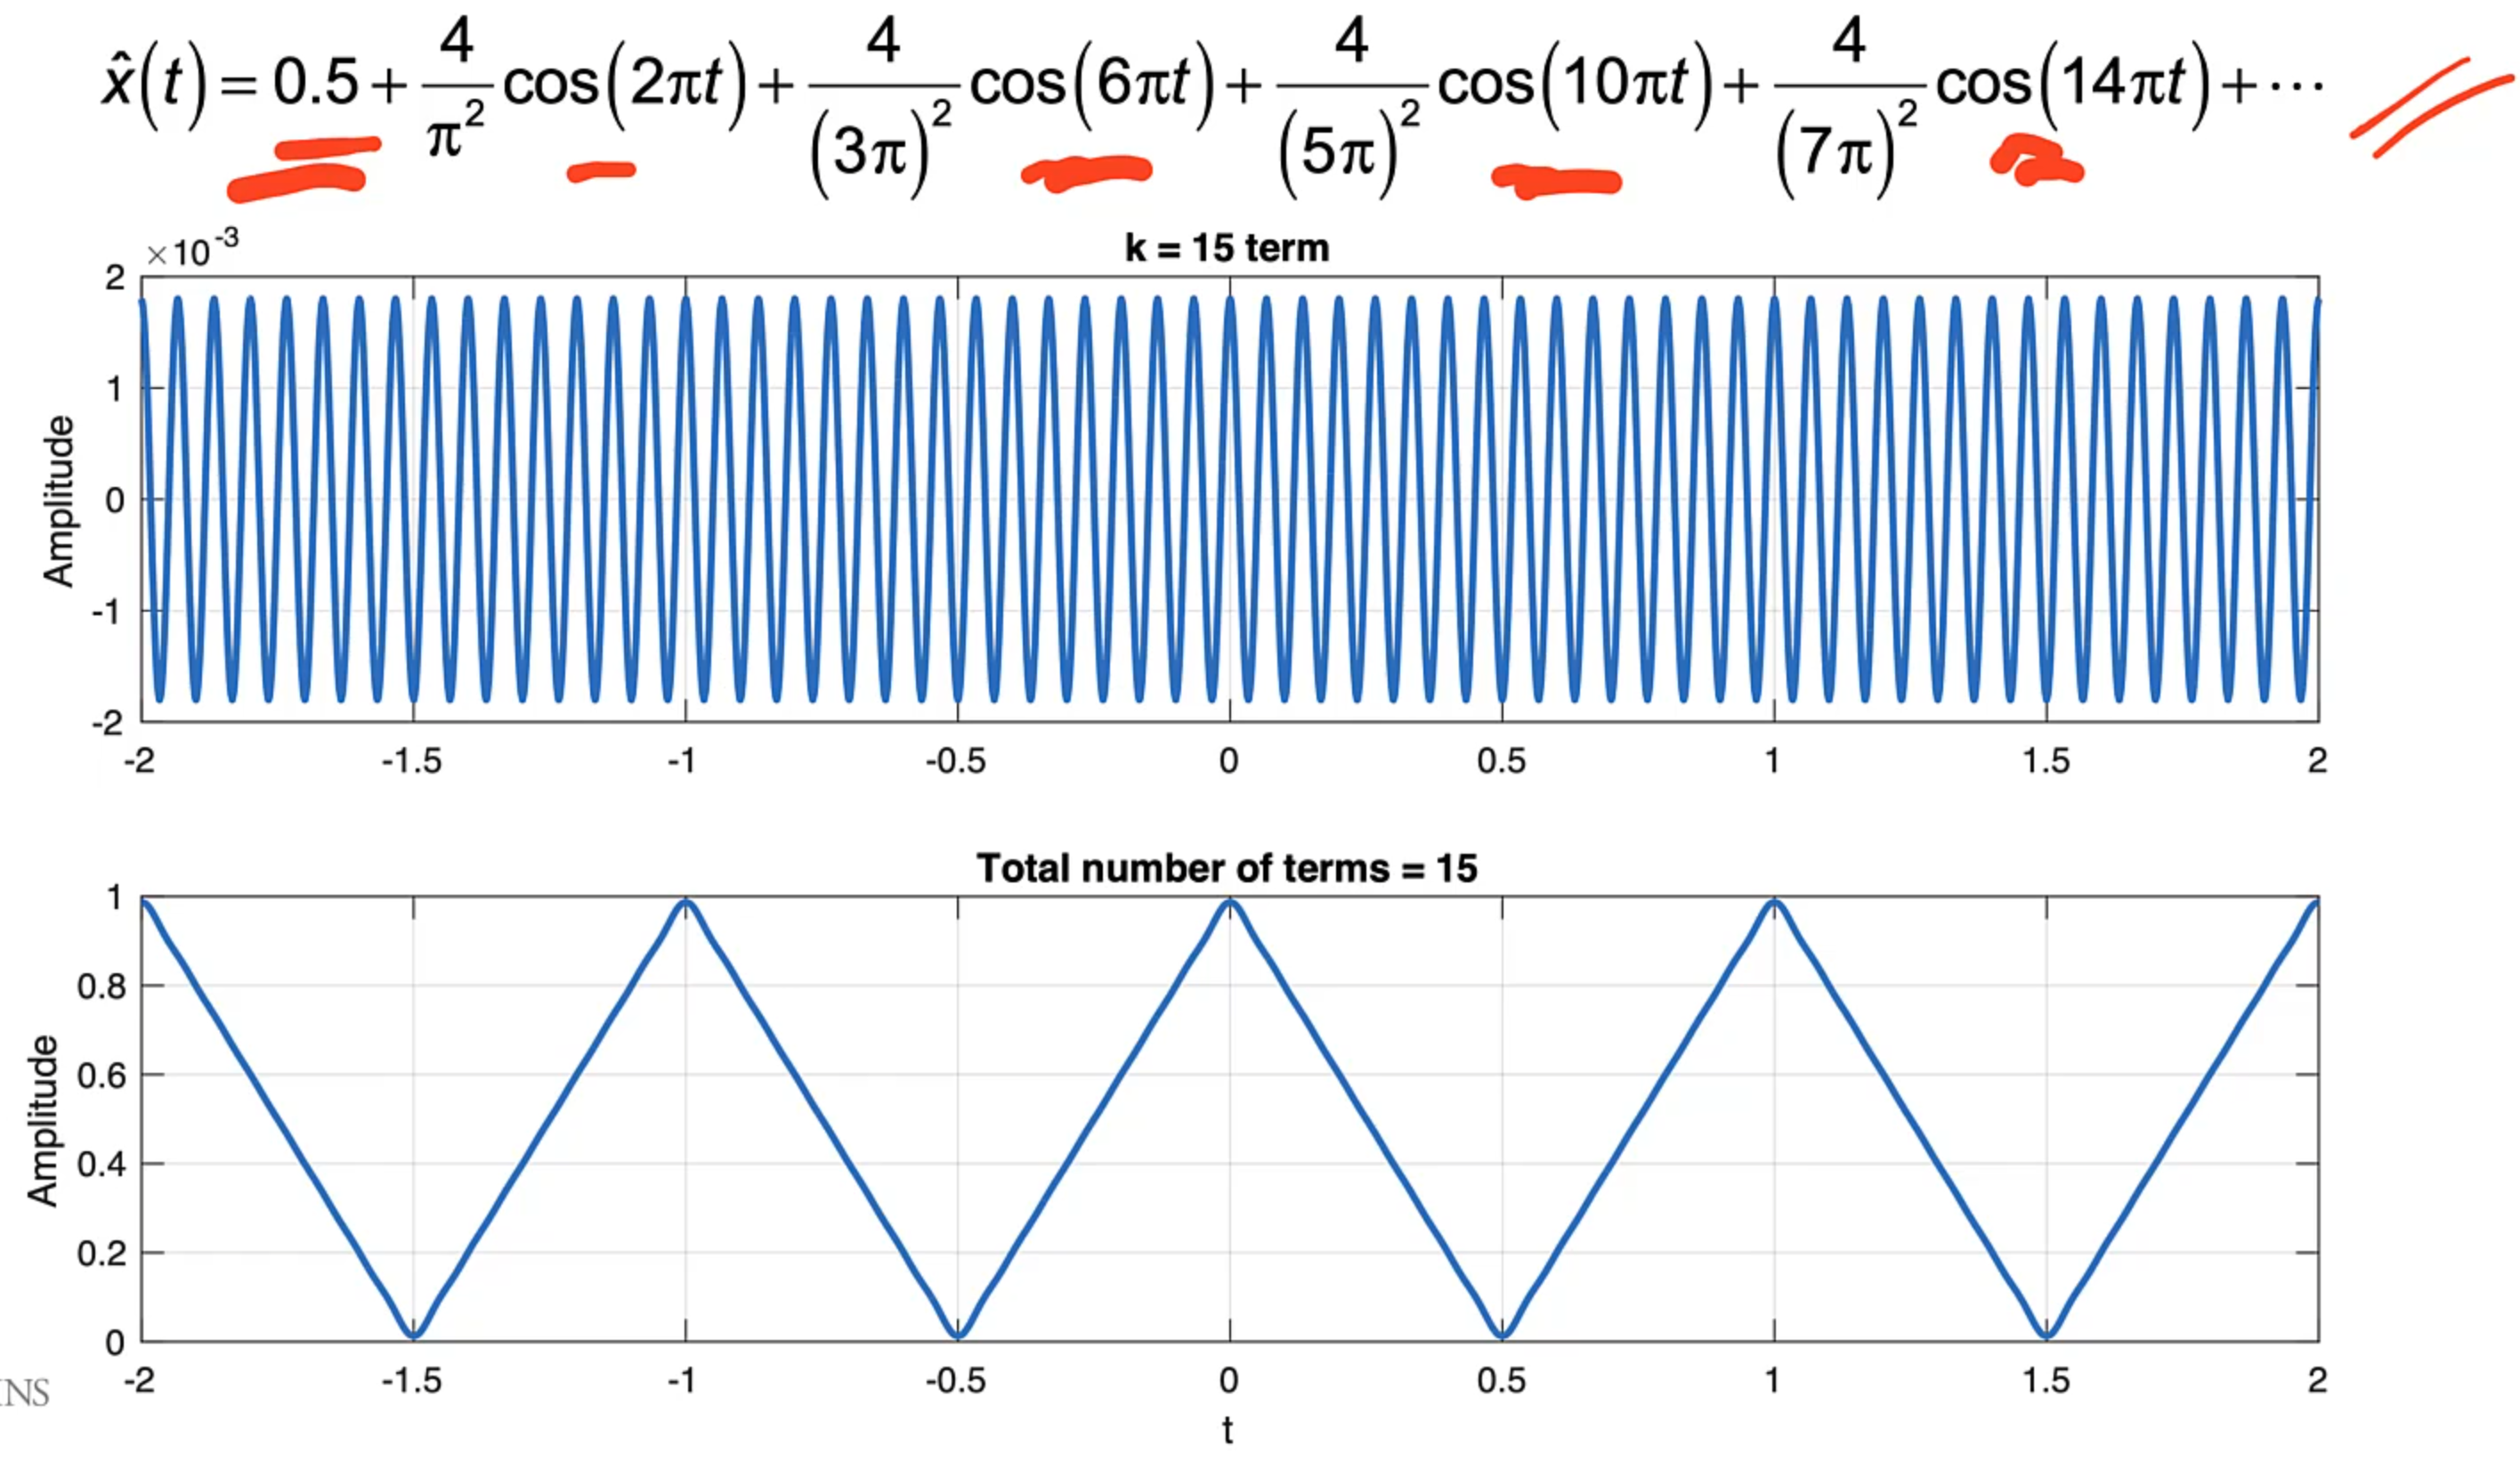 x̂(t) = 0.5 + 4/π² cos(2πt) + 4/(3π)² cos(6πt) + 4/(5π)² cos(10πt) + 4/(7π)² cos(14πt) + ⋯
×10⁻³
k = 15 term
2
1
0
-1
-2
Amplitude
-2 -1.5 -1 -0.5 0 0.5 1 1.5 2
Total number of terms = 15
1
0.8
0.6
0.4
0.2
0
Amplitude
-2 -1.5 -1 -0.5 0 0.5 1 1.5 2
t
INS